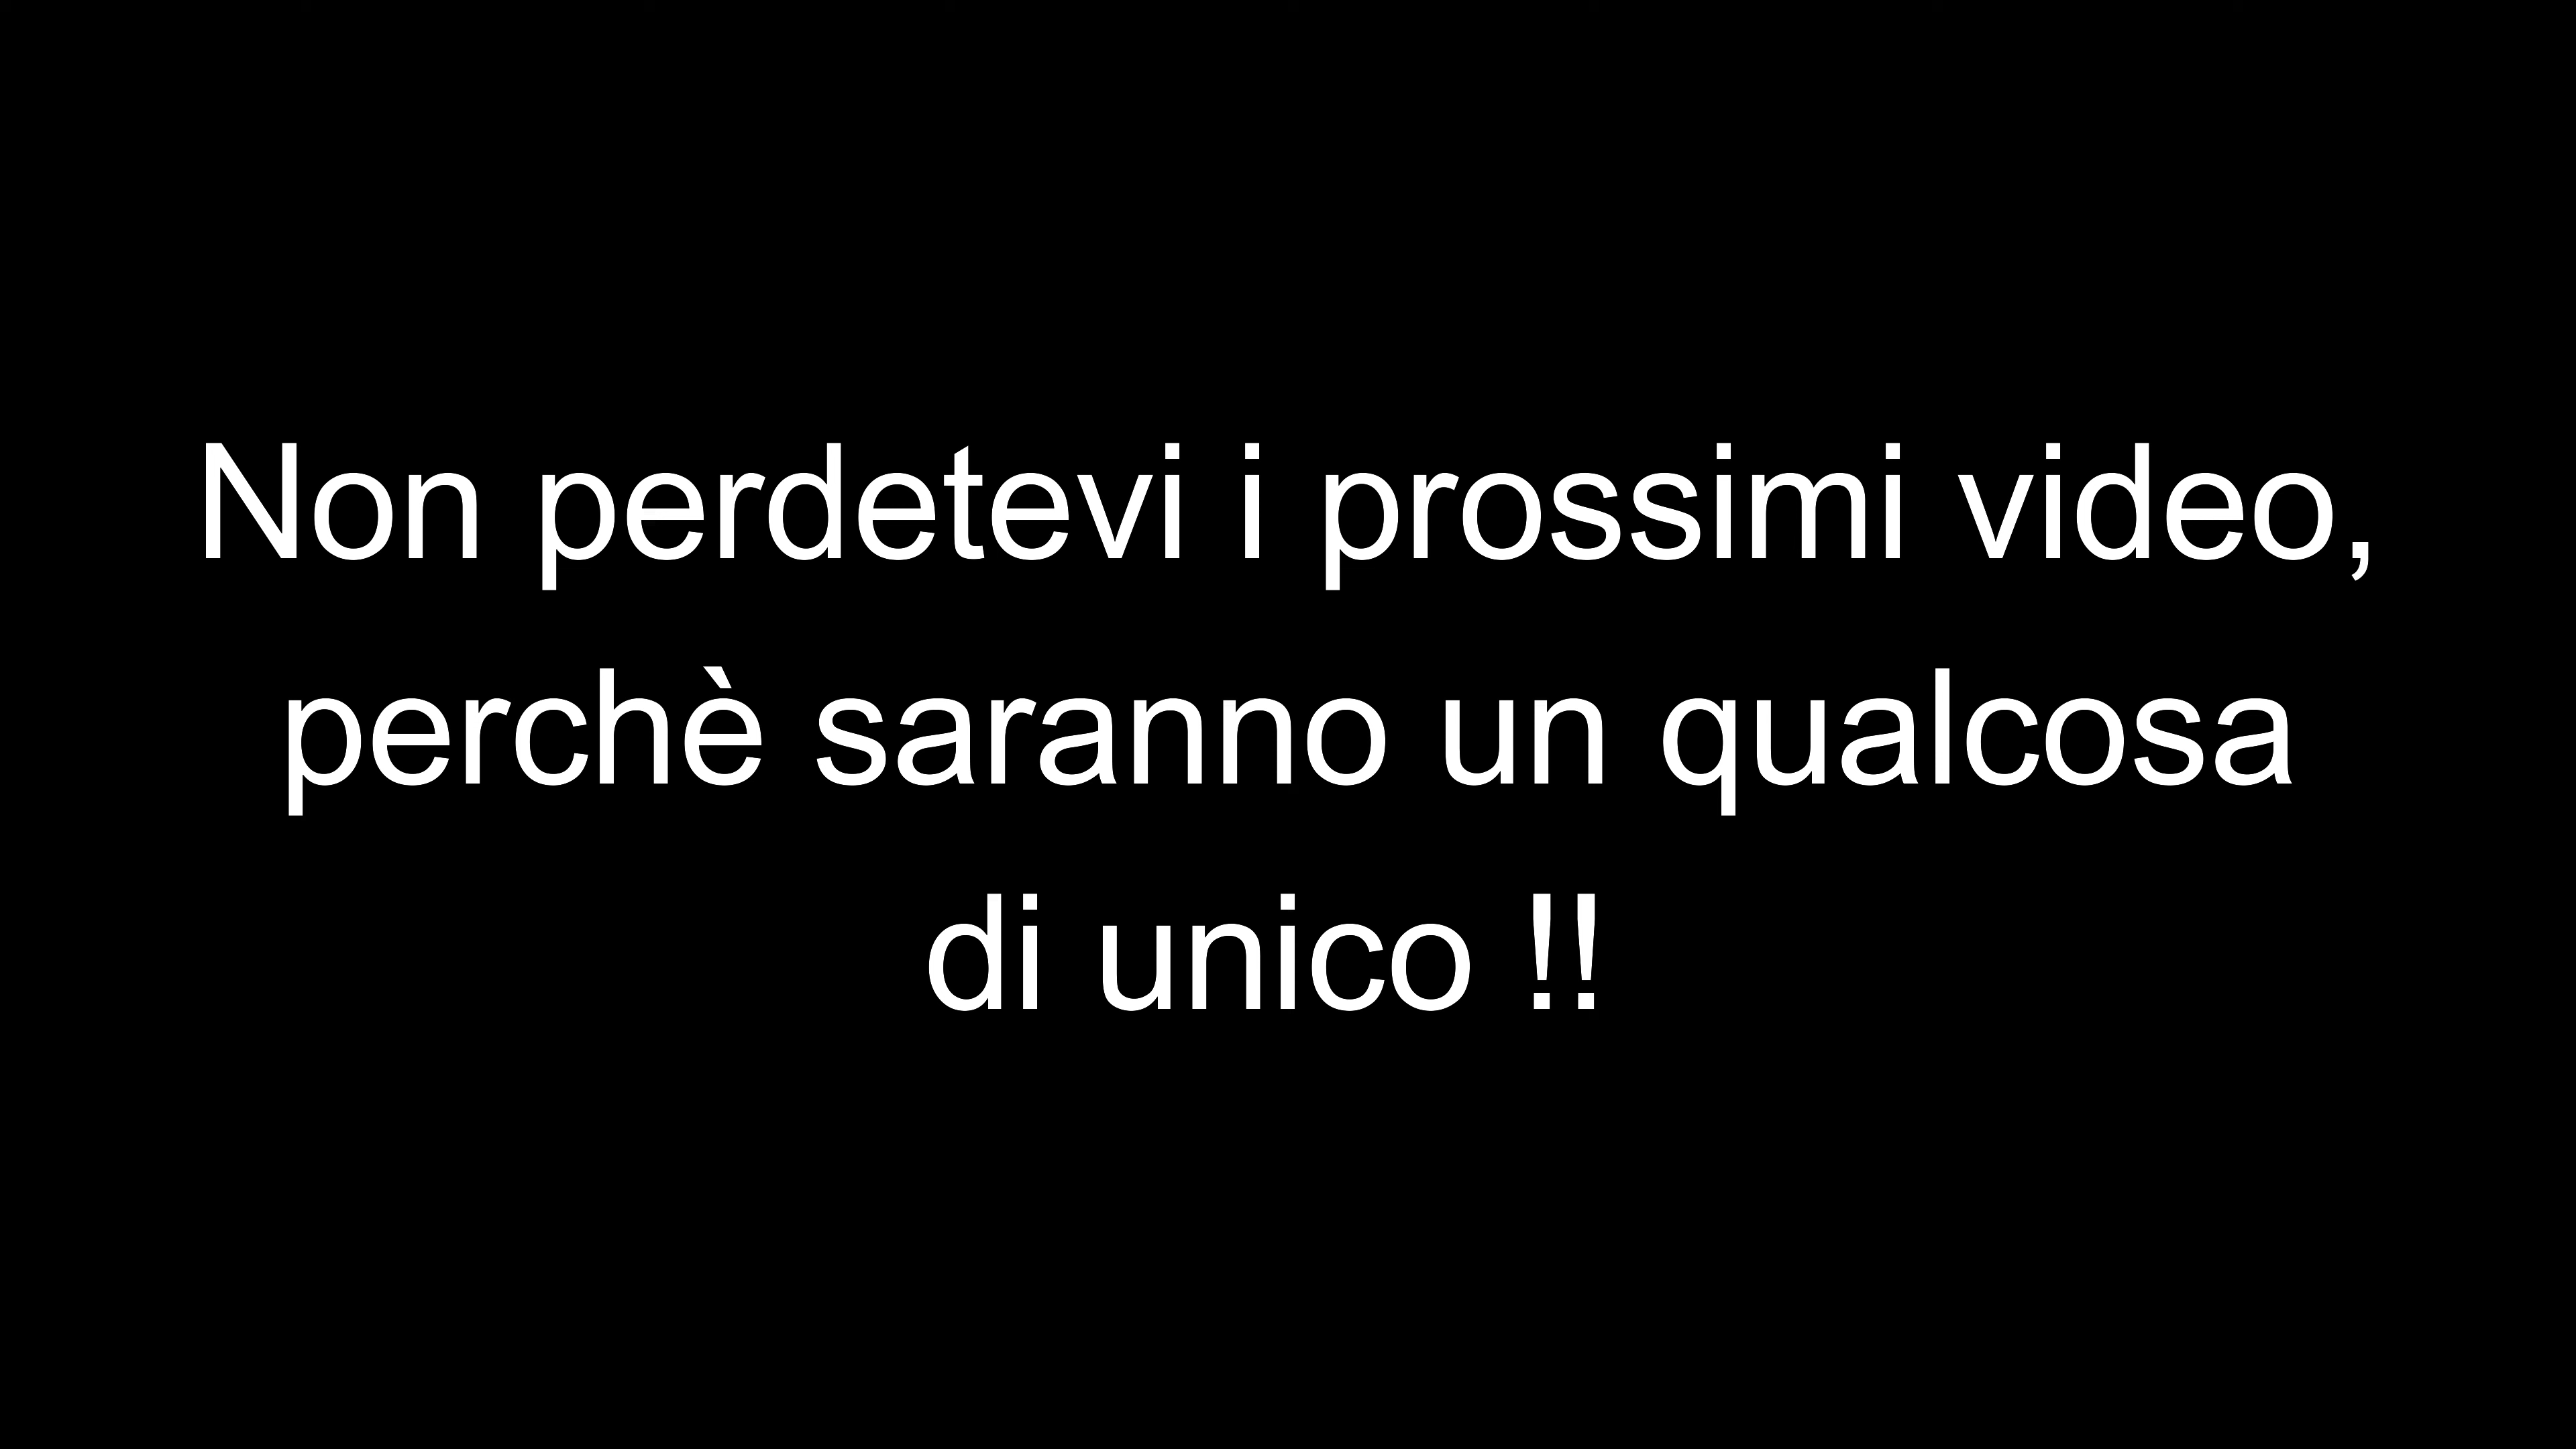 Non perdetevi i prossimi video,
perchè saranno un qualcosa
di unico !!